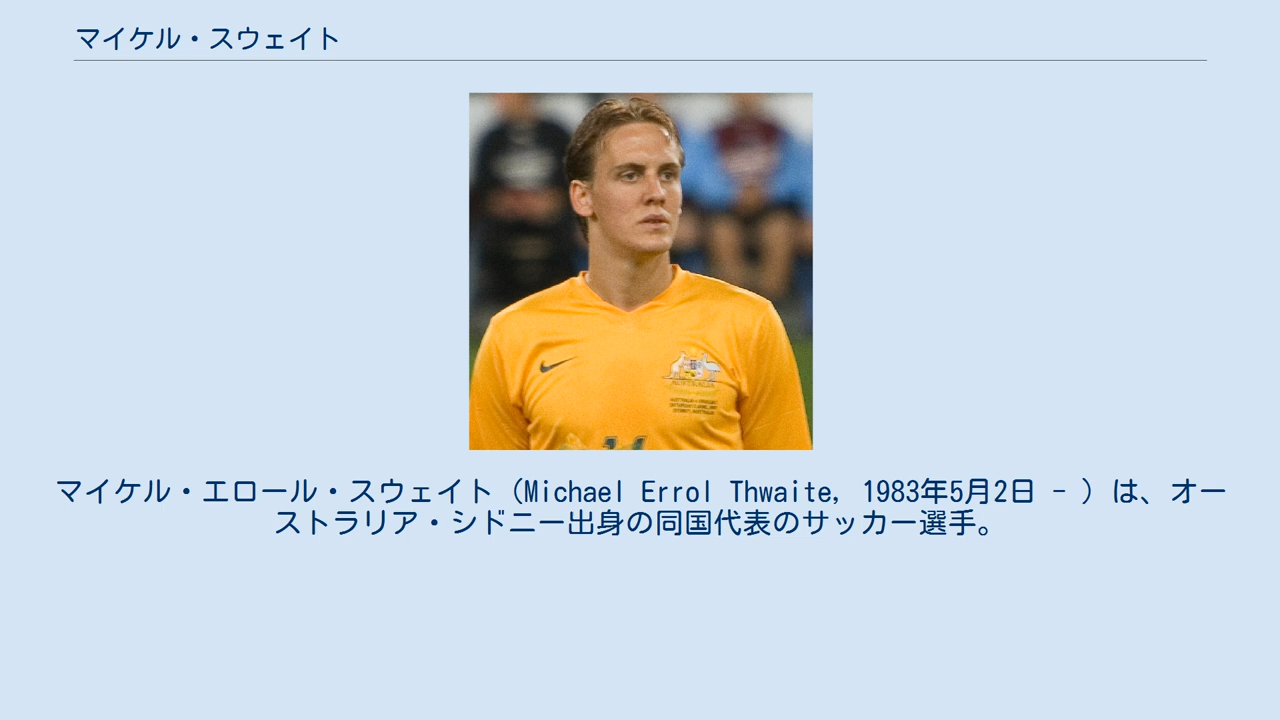 マイケル・スウェイト
マイケル・エロール・スウェイト（Michael Errol Thwaite, 1983年5月2日 - ）は、オー
ストラリア・シドニー出身の同国代表のサッカー選手。